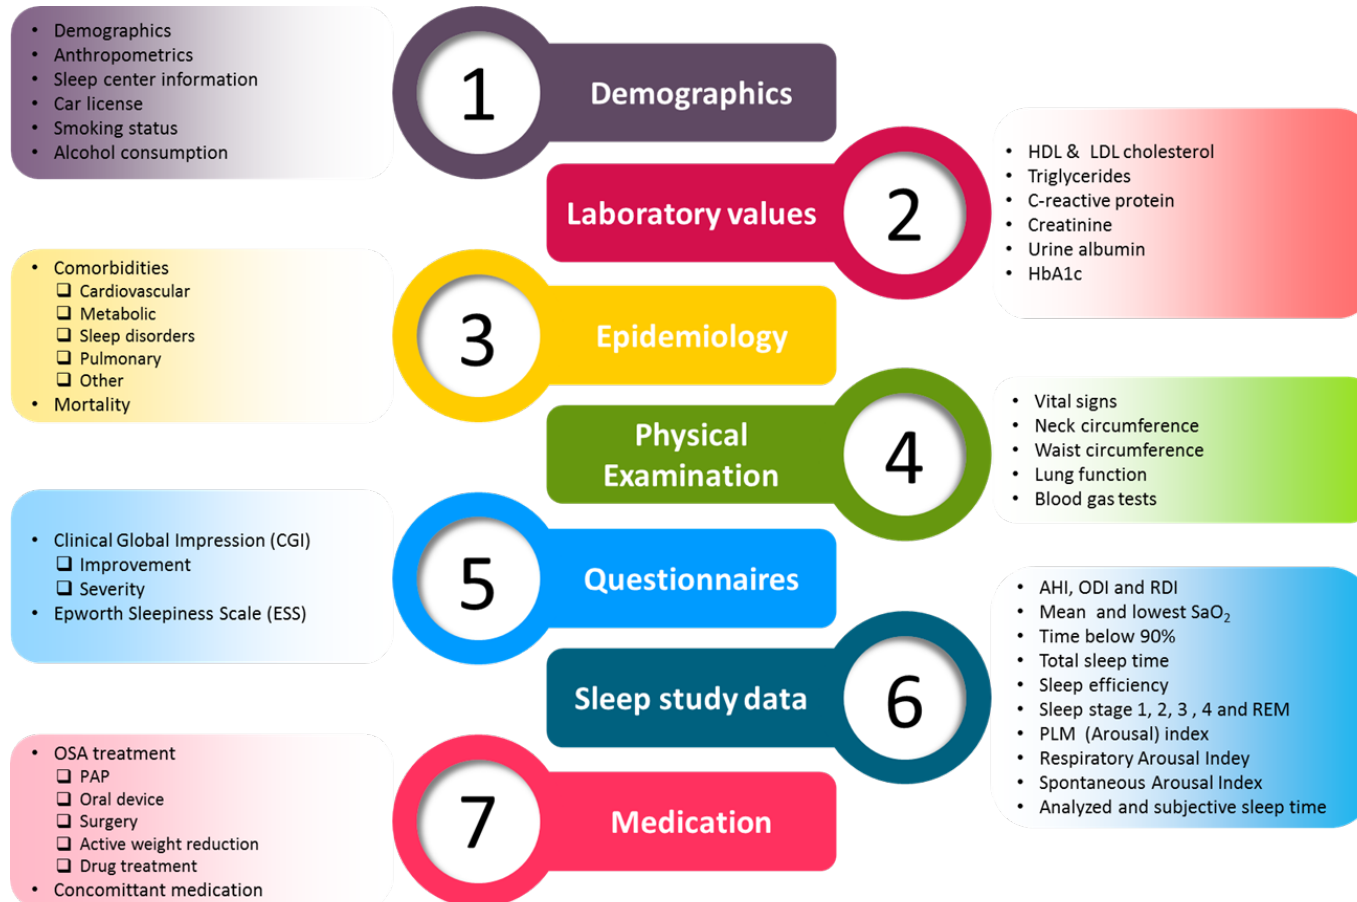 • Demographics
• Anthropometrics
• Sleep center information
• Car license
• Smoking status
• Alcohol consumption
1
Demographics
Laboratory values
2
• HDL & LDL cholesterol
• Triglycerides
• C-reactive protein
• Creatinine
• Urine albumin
• HbA1c
• Comorbidities
❑ Cardiovascular
❑ Metabolic
❑ Sleep disorders
❑ Pulmonary
❑ Other
• Mortality
3
Epidemiology
Physical
Examination
4
• Vital signs
• Neck circumference
• Waist circumference
• Lung function
• Blood gas tests
• Clinical Global Impression (CGI)
❑ Improvement
❑ Severity
• Epworth Sleepiness Scale (ESS)
5
Questionnaires
Sleep study data
6
• AHI, ODI and RDI
• Mean and lowest SaO₂
• Time below 90%
• Total sleep time
• Sleep efficiency
• Sleep stage 1, 2, 3 , 4 and REM
• PLM (Arousal) index
• Respiratory Arousal Indey
• Spontaneous Arousal Index
• Analyzed and subjective sleep time
• OSA treatment
❑ PAP
❑ Oral device
❑ Surgery
❑ Active weight reduction
❑ Drug treatment
• Concomittant medication
7
Medication